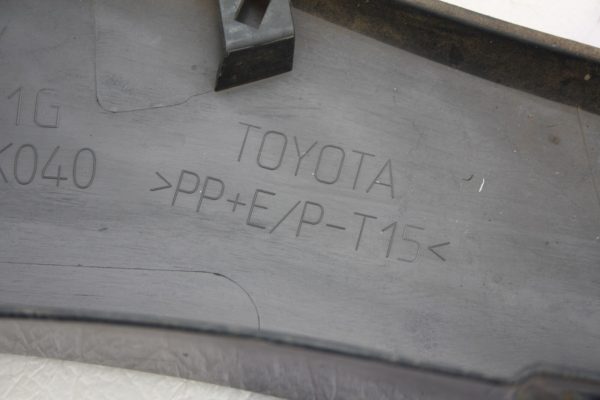 1G
K040
TOYOTA
>PP+E/P-T15<